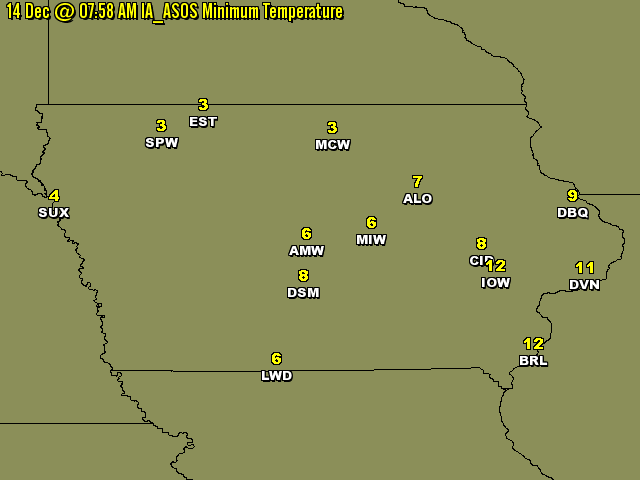 14 Dec @ 07:58 AM IA_ASOS Minimum Temperature
3
EST
3
SPW
3
MCW
7
ALO
4
SUX
9
DBQ
6
MIW
6
AMW
8
12
IOW
11
DVN
8
DSM
12
BRL
6
LWD